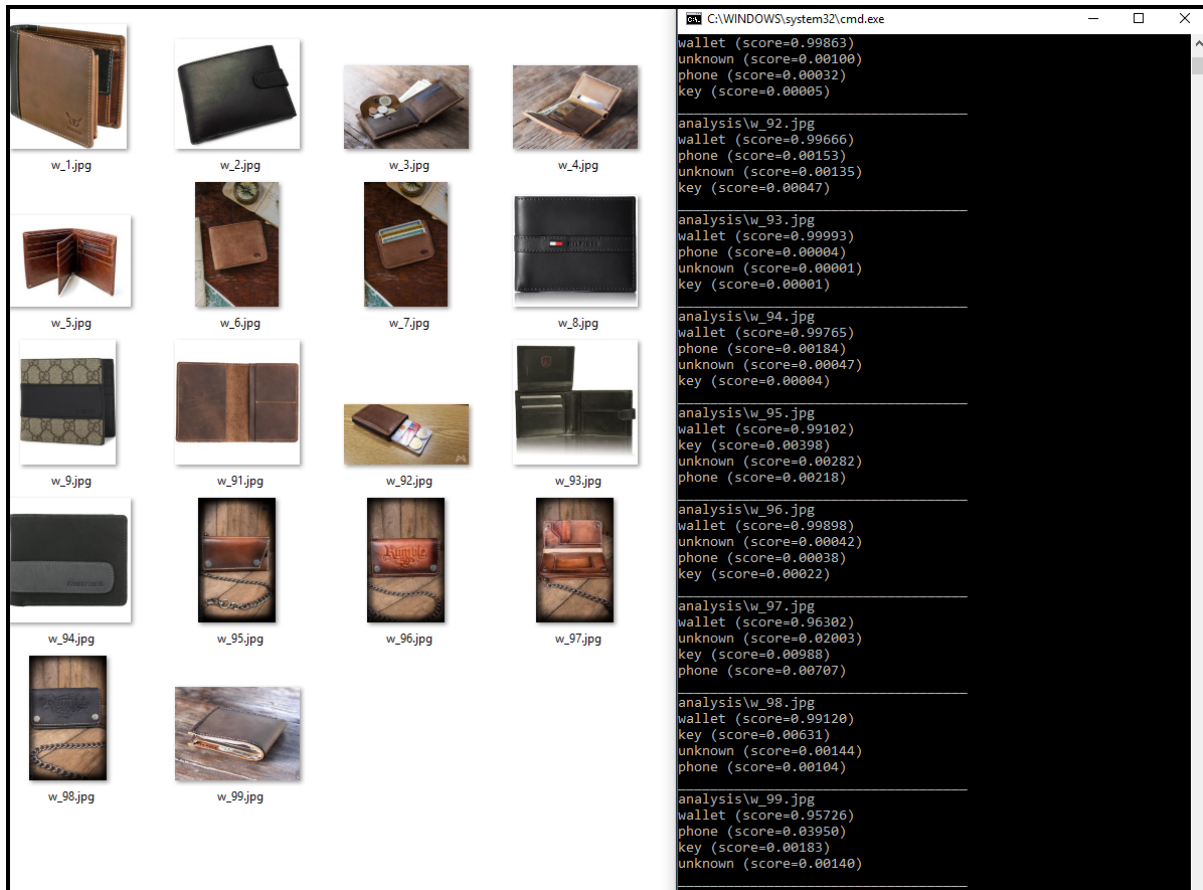 w_1.jpg
w_2.jpg
w_3.jpg
w_4.jpg
w_5.jpg
w_6.jpg
w_7.jpg
w_8.jpg
w_9.jpg
w_91.jpg
w_92.jpg
w_93.jpg
w_94.jpg
Rumble
w_95.jpg
w_96.jpg
w_97.jpg
w_98.jpg
w_99.jpg
C:\WINDOWS\system32\cmd.exe
wallet (score=0.99863)
unknown (score=0.00100)
phone (score=0.00032)
key (score=0.00005)
analysis\w_92.jpg
wallet (score=0.99666)
phone (score=0.00153)
unknown (score=0.00135)
key (score=0.00047)
analysis\w_93.jpg
wallet (score=0.99993)
phone (score=0.00004)
unknown (score=0.00001)
key (score=0.00001)
analysis\w_94.jpg
wallet (score=0.99765)
phone (score=0.00184)
unknown (score=0.00047)
key (score=0.00004)
analysis\w_95.jpg
wallet (score=0.99102)
key (score=0.00398)
unknown (score=0.00282)
phone (score=0.00218)
analysis\w_96.jpg
wallet (score=0.99898)
unknown (score=0.00042)
phone (score=0.00038)
key (score=0.00022)
analysis\w_97.jpg
wallet (score=0.96302)
unknown (score=0.02003)
key (score=0.00988)
phone (score=0.00707)
analysis\w_98.jpg
wallet (score=0.99120)
key (score=0.00631)
unknown (score=0.00144)
phone (score=0.00104)
analysis\w_99.jpg
wallet (score=0.95726)
phone (score=0.03950)
key (score=0.00183)
unknown (score=0.00140)